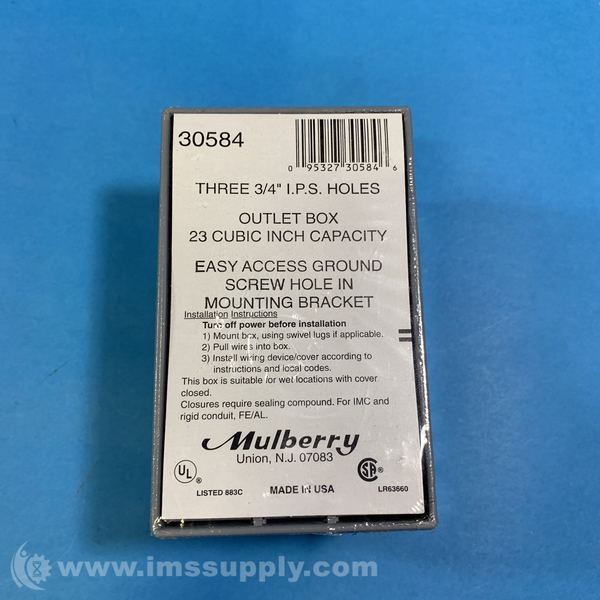 30584
0 95327 30584 6
THREE 3/4" I.P.S. HOLES
OUTLET BOX
23 CUBIC INCH CAPACITY
EASY ACCESS GROUND
SCREW HOLE IN
MOUNTING BRACKET
Installation Instructions
Turn off power before installation
1) Mount box, using swivel lugs if applicable.
2) Pull wires into box.
3) Install wiring device/cover according to
instructions and local codes.
This box is suitable for wet locations with cover
closed.
Closures require sealing compound. For IMC and
rigid conduit, FE/AL.
Mulberry
Union, N.J. 07083
UL ®
SA ®
LISTED 883C MADE IN USA LR63660
www.imssupply.com